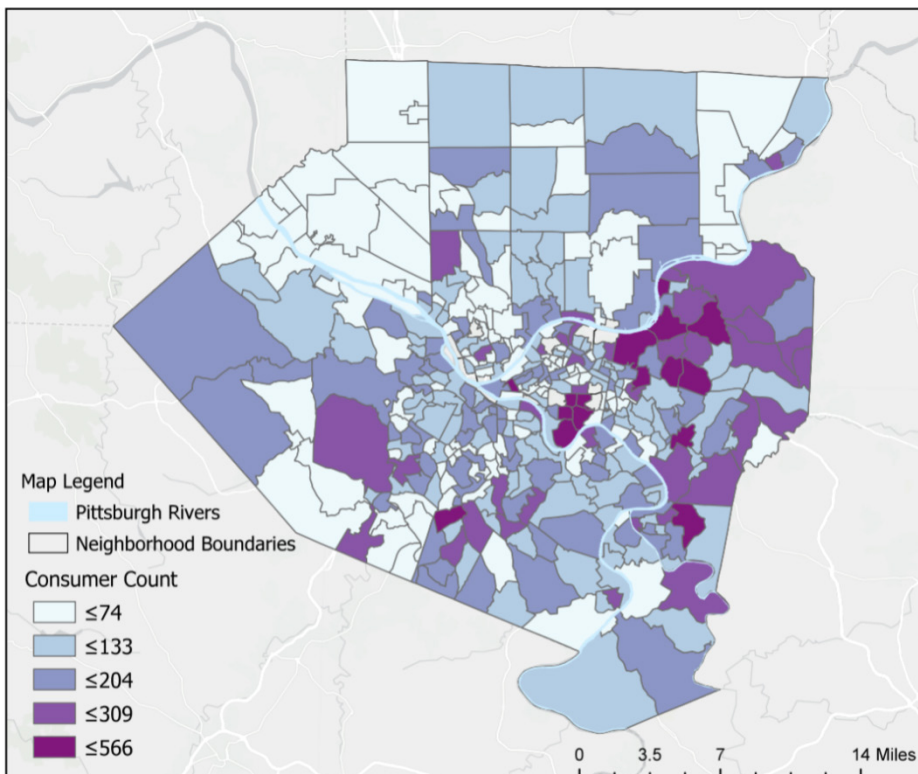 Map Legend
Pittsburgh Rivers
Neighborhood Boundaries
Consumer Count
≤74
≤133
≤204
≤309
≤566
0 3.5 7 14 Miles